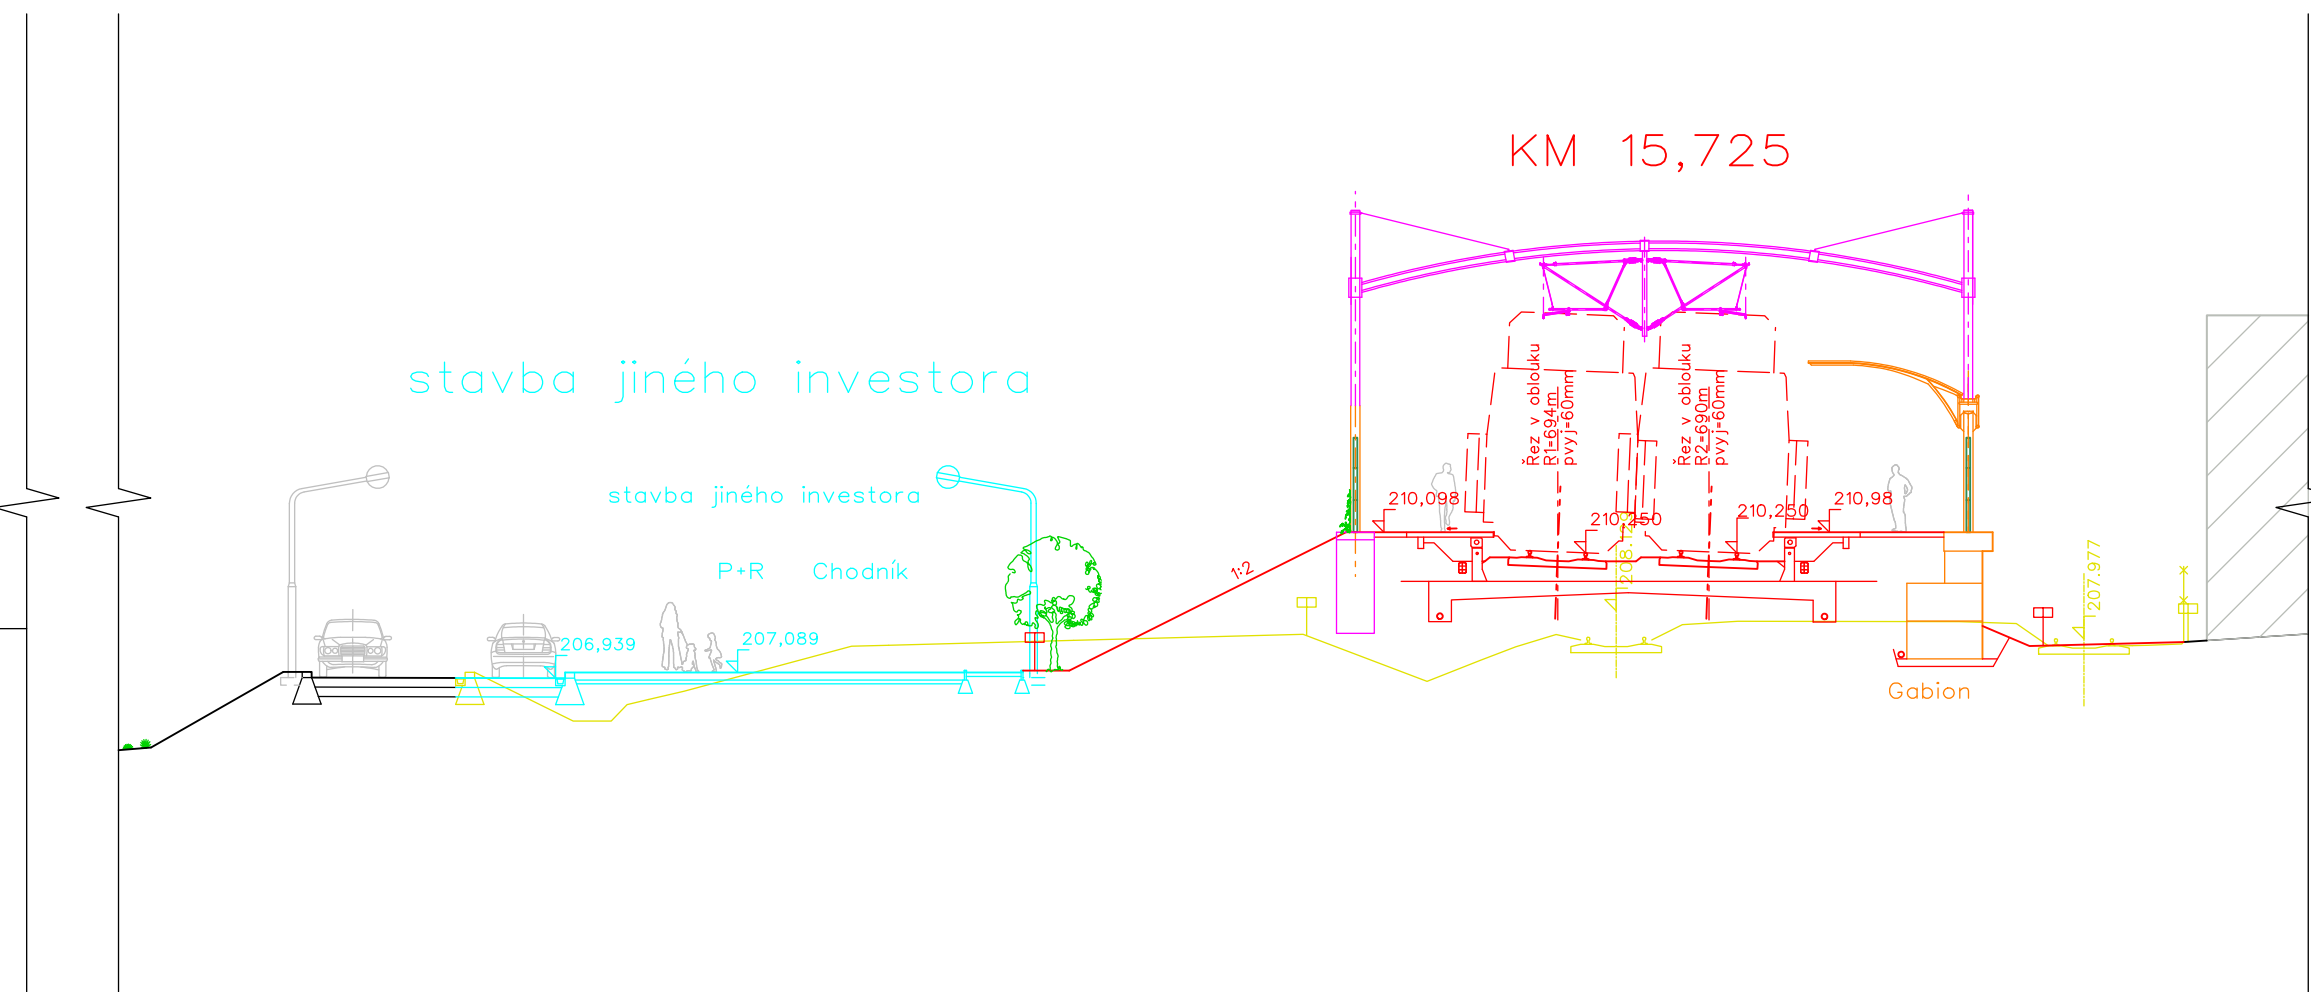 KM 15,725
stavba jiného investora
stavba jiného investora
P+R Chodník
206,939
207,089
1:2
Řez v oblouku
R1=694m
pvyj=60mm
Řez v oblouku
R2=690m
pvyj=60mm
210,098
210,250
210,250
210,98
207.977
Gabion